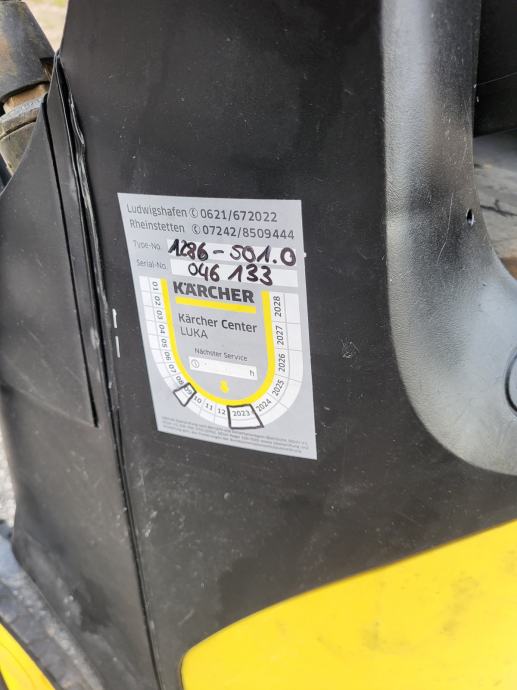 Ludwigshafen ✆ 0621/672022
Rheinstetten ✆ 07242/8509444
Type-No. 1286-501.0
Serial-No. 046 133
KÄRCHER
Kärcher Center
LUKA
Nächster Service
h
01
02
03
04
05
06
07
08
09
10
11
12
2023
2024
2025
2026
2027
2028